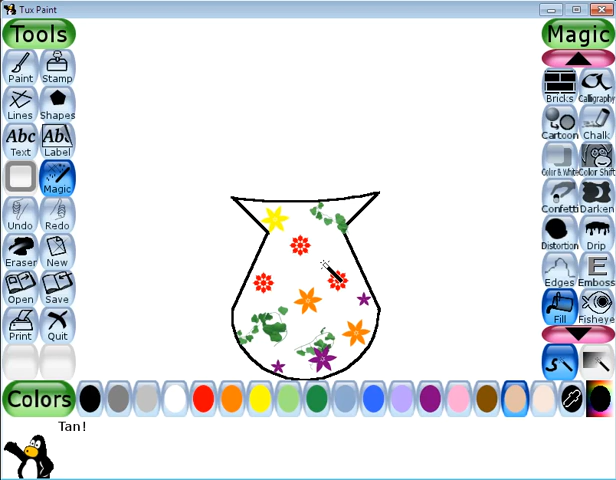 Tux Paint
Tools
Magic
Paint Stamp
Lines Shapes
Abc Abc
Text Label
Magic
Undo Redo
Eraser New
Open Save
Print Quit
Bricks Calligraphy
Cartoon Chalk
Color & White Color Shift
Confetti Darken
Distortion Drip
Edges Emboss
Fill Fisheye
Colors
Tan!